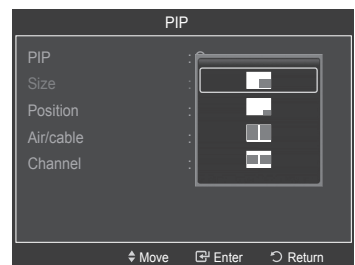 PIP
PIP :
Size :
Position :
Air/cable :
Channel :
Move Enter Return